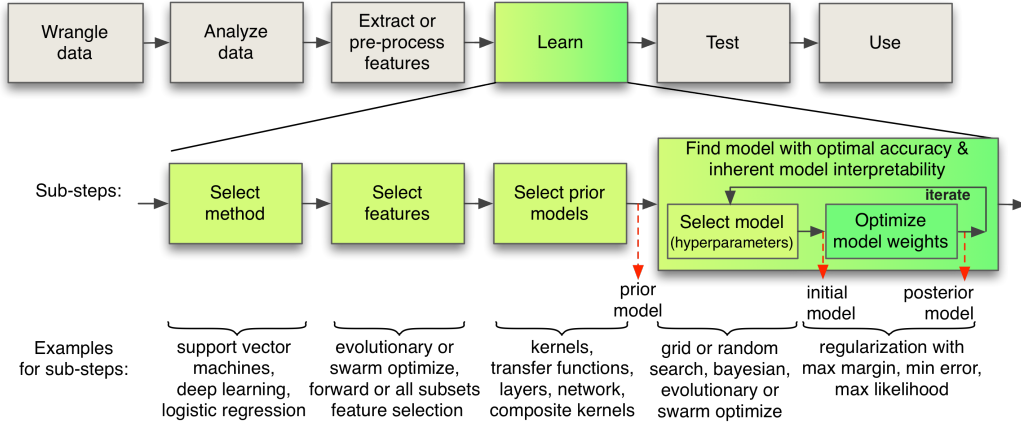 Wrangle
data
Analyze
data
Extract or
pre-process
features
Learn
Test
Use
Sub-steps:
Select
method
Select
features
Select prior
models
Find model with optimal accuracy &
inherent model interpretability
iterate
Select model
(hyperparameters)
Optimize
model weights
prior
model
initial
model
posterior
model
Examples
for sub-steps:
support vector
machines,
deep learning,
logistic regression
evolutionary or
swarm optimize,
forward or all subsets
feature selection
kernels,
transfer functions,
layers, network,
composite kernels
grid or random
search, bayesian,
evolutionary or
swarm optimize
regularization with
max margin, min error,
max likelihood